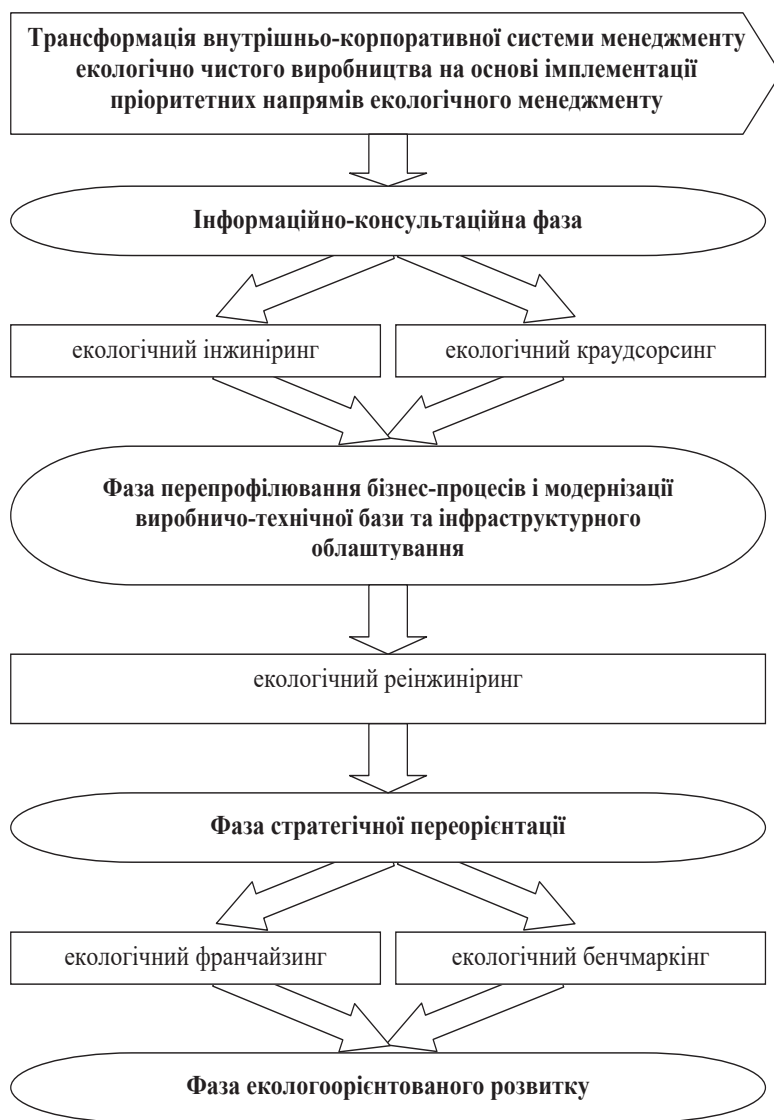 Трансформація внутрішньо-корпоративної системи менеджменту
екологічно чистого виробництва на основі імплементації
пріоритетних напрямів екологічного менеджменту
Інформаційно-консультаційна фаза
екологічний інжиніринг
екологічний краудсорсинг
Фаза перепрофілювання бізнес-процесів і модернізації
виробничо-технічної бази та інфраструктурного
облаштування
екологічний реінжиніринг
Фаза стратегічної переорієнтації
екологічний франчайзинг
екологічний бенчмаркінг
Фаза екологоорієнтованого розвитку